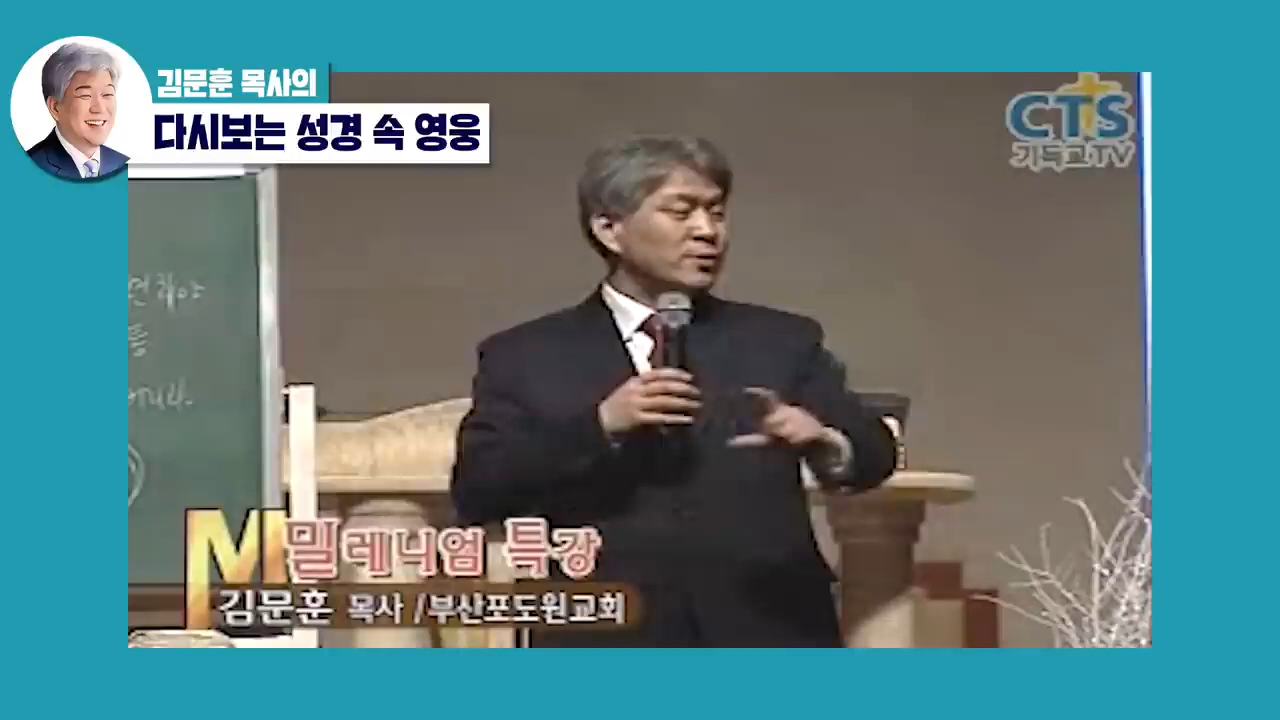 김문훈 목사의
다시보는 성경 속 영웅
CTS
기독교TV
M 밀레니엄 특강
김문훈 목사 / 부산포도원교회